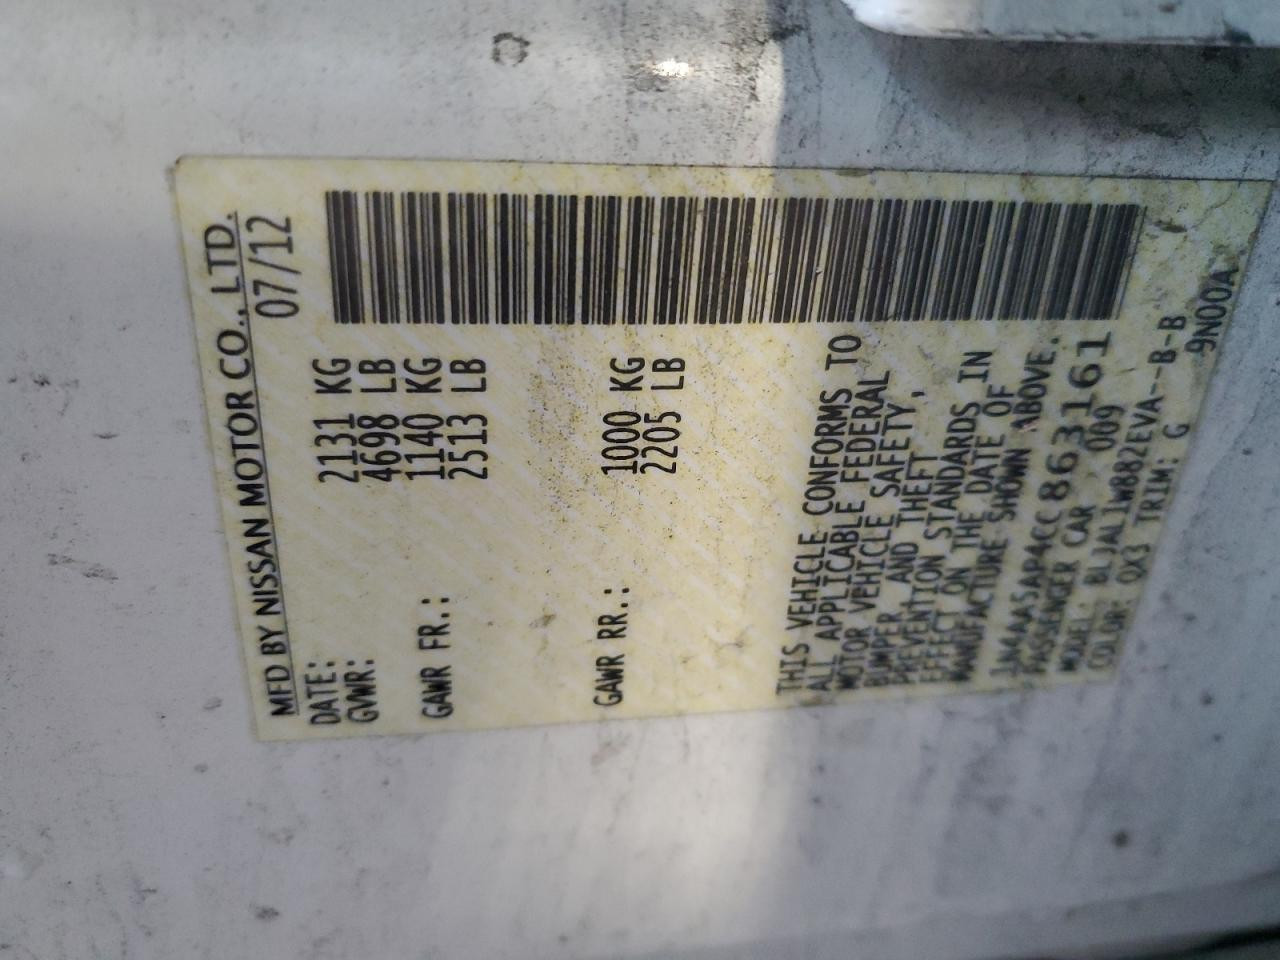 MFD BY NISSAN MOTOR CO., LTD.
DATE: 07/12
GVWR: 2131 KG
4698 LB
GAWR FR.: 1140 KG
2513 LB
GAWR RR.: 1000 KG
2205 LB
THIS VEHICLE CONFORMS TO
ALL APPLICABLE FEDERAL
MOTOR VEHICLE SAFETY,
BUMPER, AND THEFT
PREVENTION STANDARDS IN
EFFECT ON THE DATE OF
MANUFACTURE SHOWN ABOVE.
1N4AA5AP4CC863161
PASSENGER CAR 009
MODEL: BLJALJW882EVA--B-B
COLOR: QX3 TRIM: G 9N00A